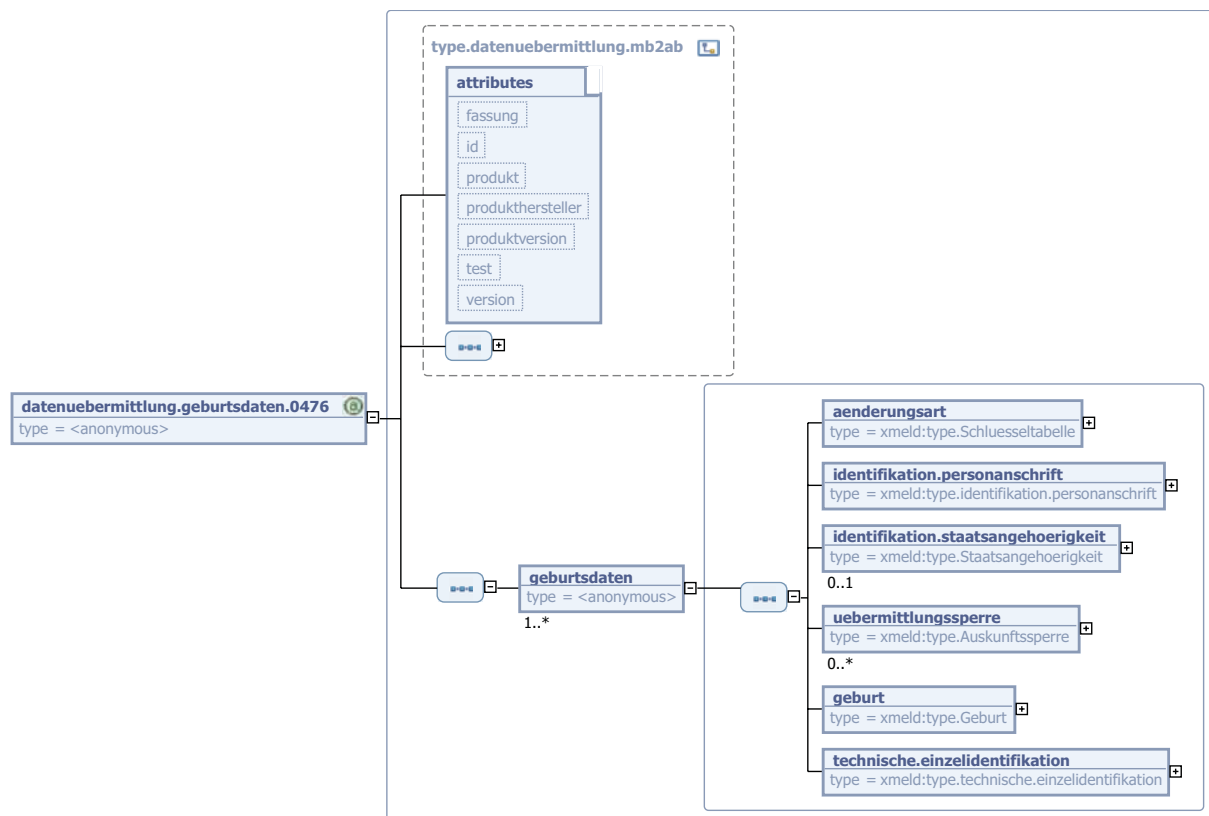 type.datenuebermittlung.mb2ab
attributes
fassung
id
produkt
produkthersteller
produktversion
test
version
datenuebermittlung.geburtsdaten.0476
type = <anonymous>
geburtsdaten
type = <anonymous>
1..*
aenderungsart
type = xmeld:type.Schluesseltabelle
identifikation.personanschrift
type = xmeld:type.identifikation.personanschrift
identifikation.staatsangehoerigkeit
type = xmeld:type.Staatsangehoerigkeit
0..1
uebermittlungssperre
type = xmeld:type.Auskunftssperre
0..*
geburt
type = xmeld:type.Geburt
technische.einzelidentifikation
type = xmeld:type.technische.einzelidentifikation